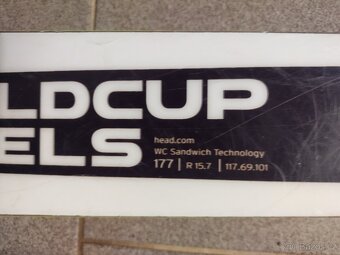 LDCUP
ELS
head.com
WC Sandwich Technology
177 | R 15.7 | 117.69.101